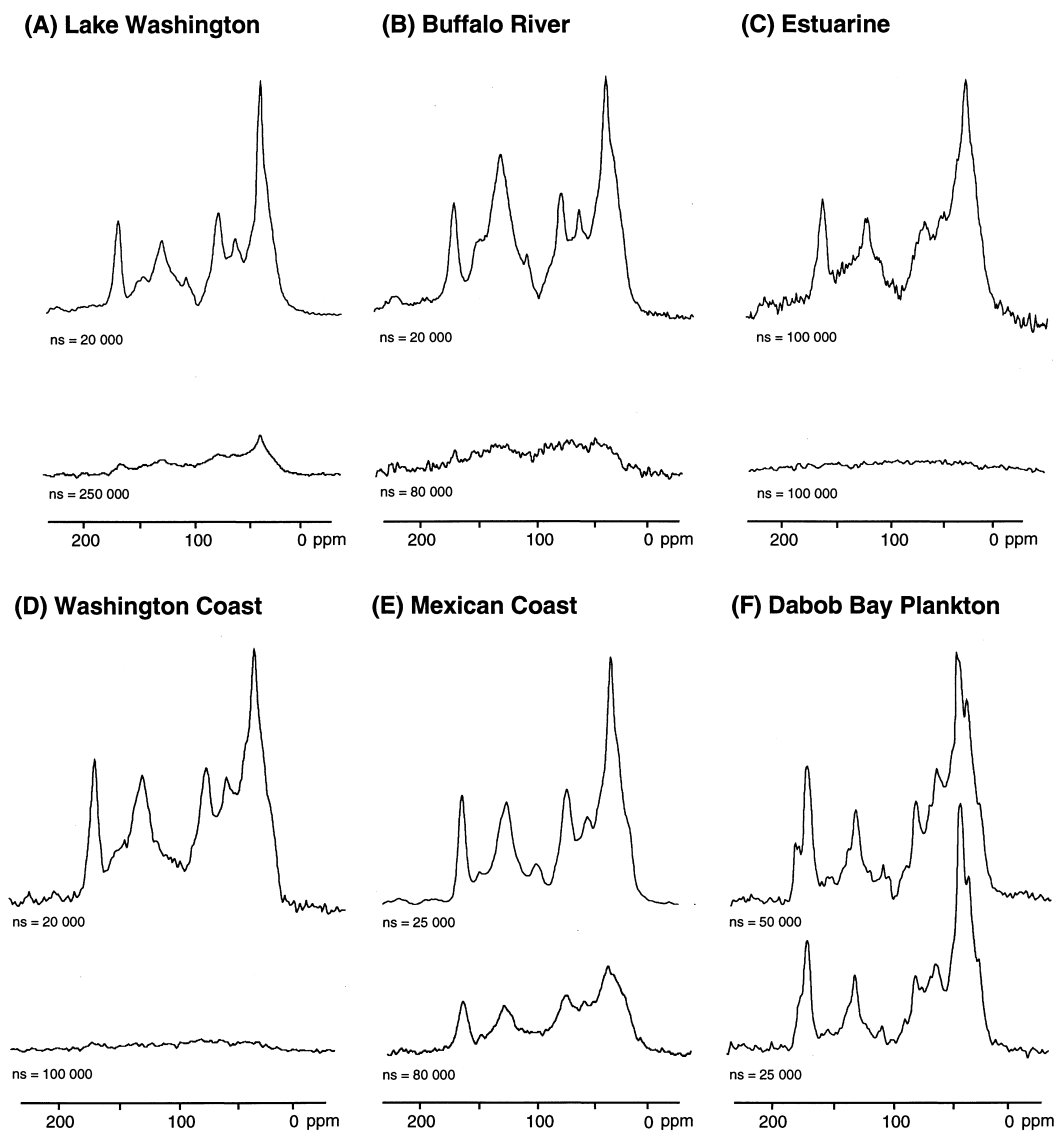 (A) Lake Washington
(B) Buffalo River
(C) Estuarine
ns = 20 000
ns = 20 000
ns = 100 000
ns = 250 000
ns = 80 000
ns = 100 000
200 100 0 ppm
200 100 0 ppm
200 100 0 ppm
(D) Washington Coast
(E) Mexican Coast
(F) Dabob Bay Plankton
ns = 20 000
ns = 25 000
ns = 50 000
ns = 100 000
ns = 80 000
ns = 25 000
200 100 0 ppm
200 100 0 ppm
200 100 0 ppm